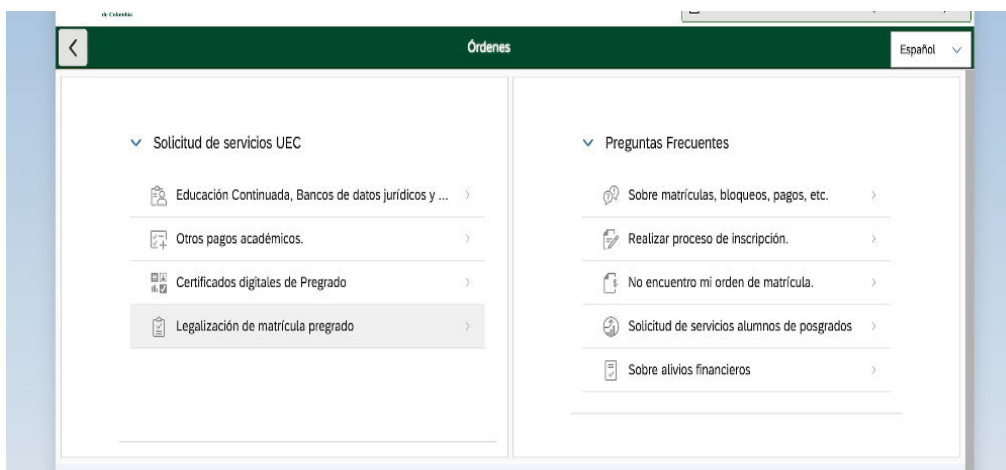 de Colombia
Órdenes
Español
Solicitud de servicios UEC
Educación Continuada, Bancos de datos jurídicos y ...
Otros pagos académicos.
Certificados digitales de Pregrado
Legalización de matrícula pregrado
Preguntas Frecuentes
Sobre matrículas, bloqueos, pagos, etc.
Realizar proceso de inscripción.
No encuentro mi orden de matrícula.
Solicitud de servicios alumnos de posgrados
Sobre alivios financieros